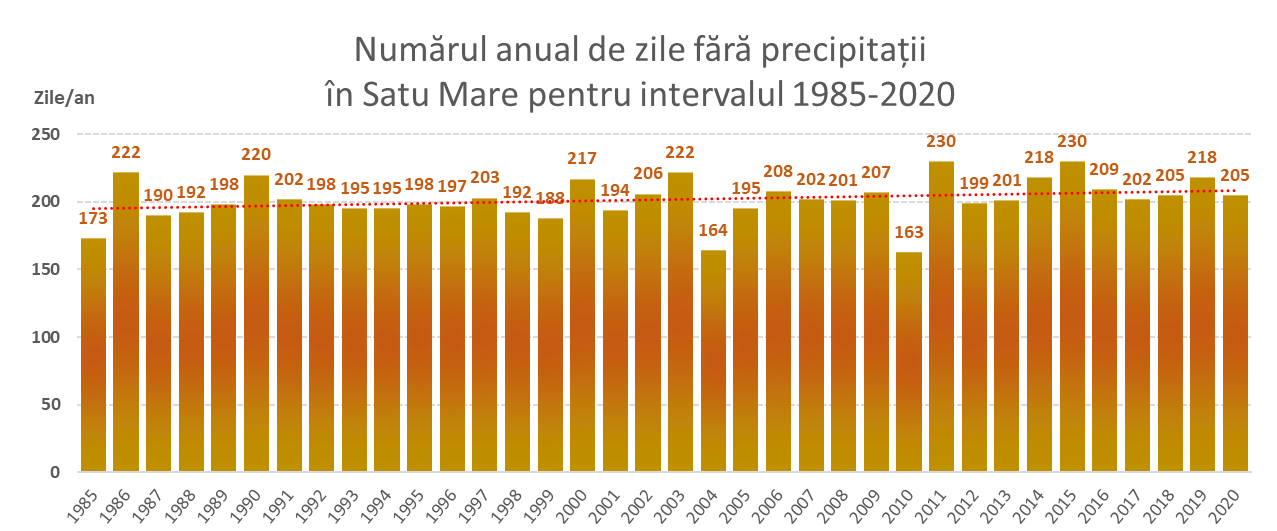 Numărul anual de zile fără precipitații
în Satu Mare pentru intervalul 1985-2020
Zile/an
250
200
150
100
50
0
173 222 190 192 198 220 202 198 195 195 198 197 203 192 188 217 194 206 222 164 195 208 202 201 207 163 230 199 201 218 230 209 202 205 218 205
1985 1986 1987 1988 1989 1990 1991 1992 1993 1994 1995 1996 1997 1998 1999 2000 2001 2002 2003 2004 2005 2006 2007 2008 2009 2010 2011 2012 2013 2014 2015 2016 2017 2018 2019 2020